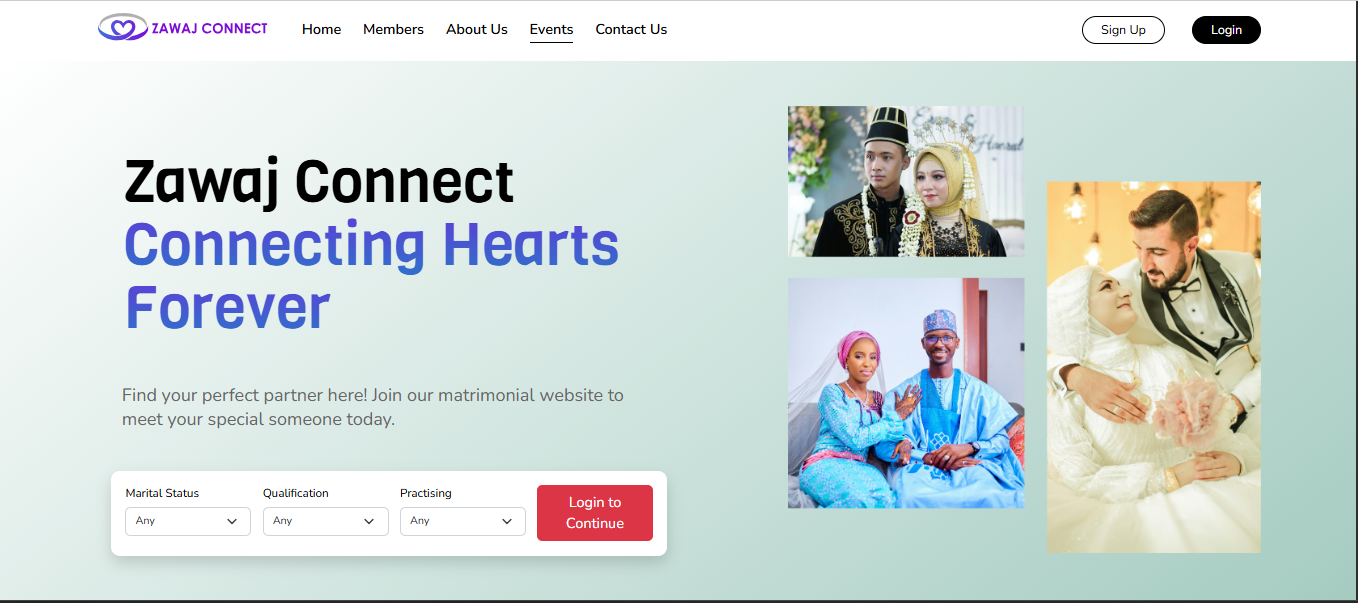 ZAWAJ CONNECT
Home
Members
About Us
Events
Contact Us
Sign Up
Login
Zawaj Connect
Connecting Hearts
Forever
Find your perfect partner here! Join our matrimonial website to
meet your special someone today.
Marital Status
Qualification
Practising
Any
Any
Any
Login to
Continue